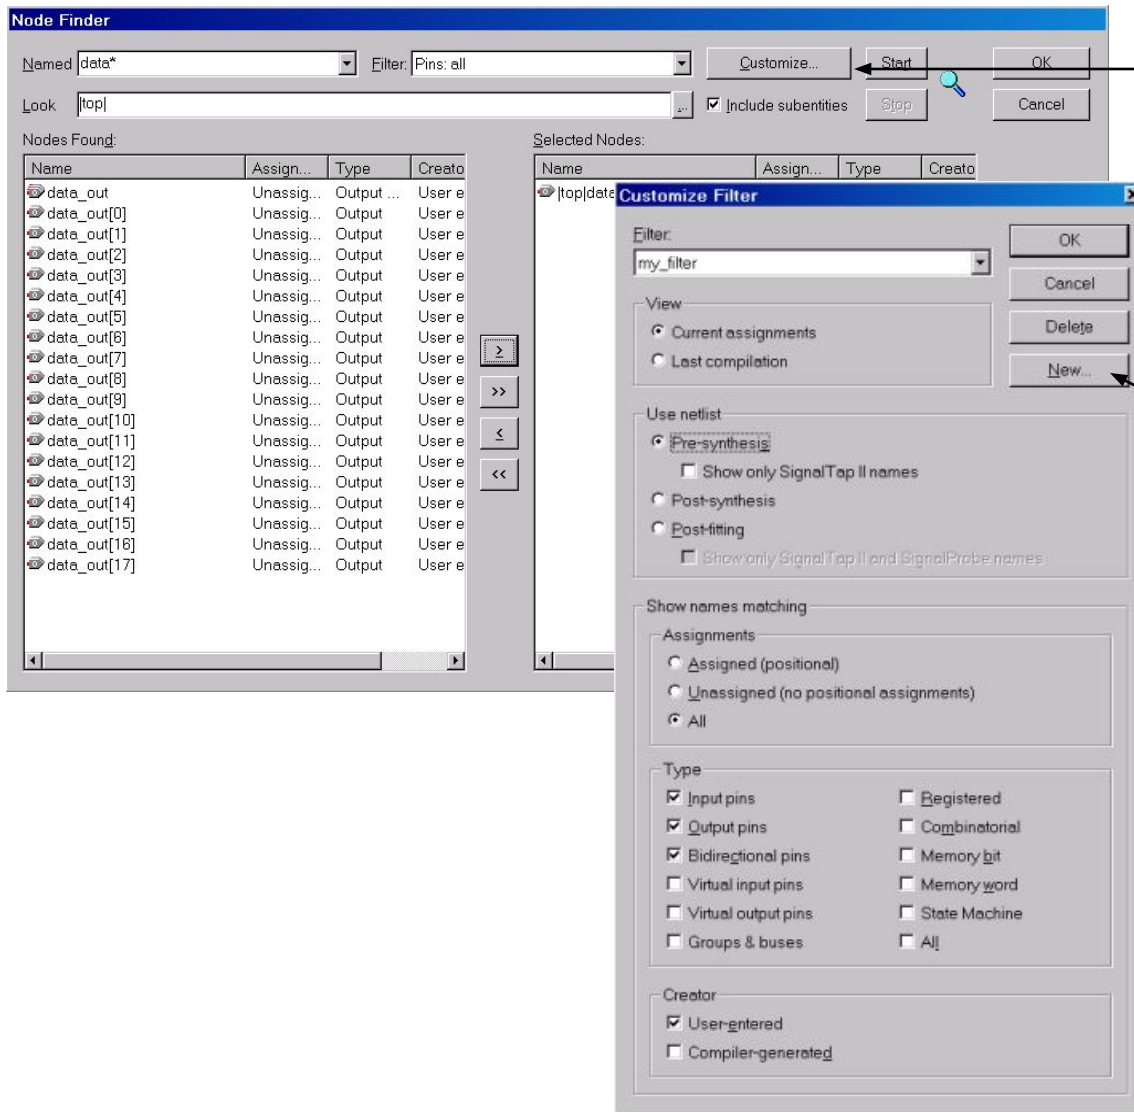 Node Finder
Named data* Filter: Pins: all Customize... Start OK
Look |top| ... Include subentities Stop Cancel
Nodes Found: Selected Nodes:
Name Assign... Type Creato Name Assign... Type Creato
data_out Unassig... Output ... User e |top|data
data_out[0] Unassig... Output User e
data_out[1] Unassig... Output User e
data_out[2] Unassig... Output User e
data_out[3] Unassig... Output User e
data_out[4] Unassig... Output User e
data_out[5] Unassig... Output User e
data_out[6] Unassig... Output User e
data_out[7] Unassig... Output User e
data_out[8] Unassig... Output User e
data_out[9] Unassig... Output User e
data_out[10] Unassig... Output User e
data_out[11] Unassig... Output User e
data_out[12] Unassig... Output User e
data_out[13] Unassig... Output User e
data_out[14] Unassig... Output User e
data_out[15] Unassig... Output User e
data_out[16] Unassig... Output User e
data_out[17] Unassig... Output User e
>
>>
<
<<
Customize Filter
Filter:
my_filter
OK
Cancel
Delete
New...
View
Current assignments
Last compilation
Use netlist
Pre-synthesis
Show only SignalTap II names
Post-synthesis
Post-fitting
Show only SignalTap II and SignalProbe names
Show names matching
Assignments
Assigned (positional)
Unassigned (no positional assignments)
All
Type
Input pins Registered
Output pins Combinatorial
Bidirectional pins Memory bit
Virtual input pins Memory word
Virtual output pins State Machine
Groups & buses All
Creator
User-entered
Compiler-generated